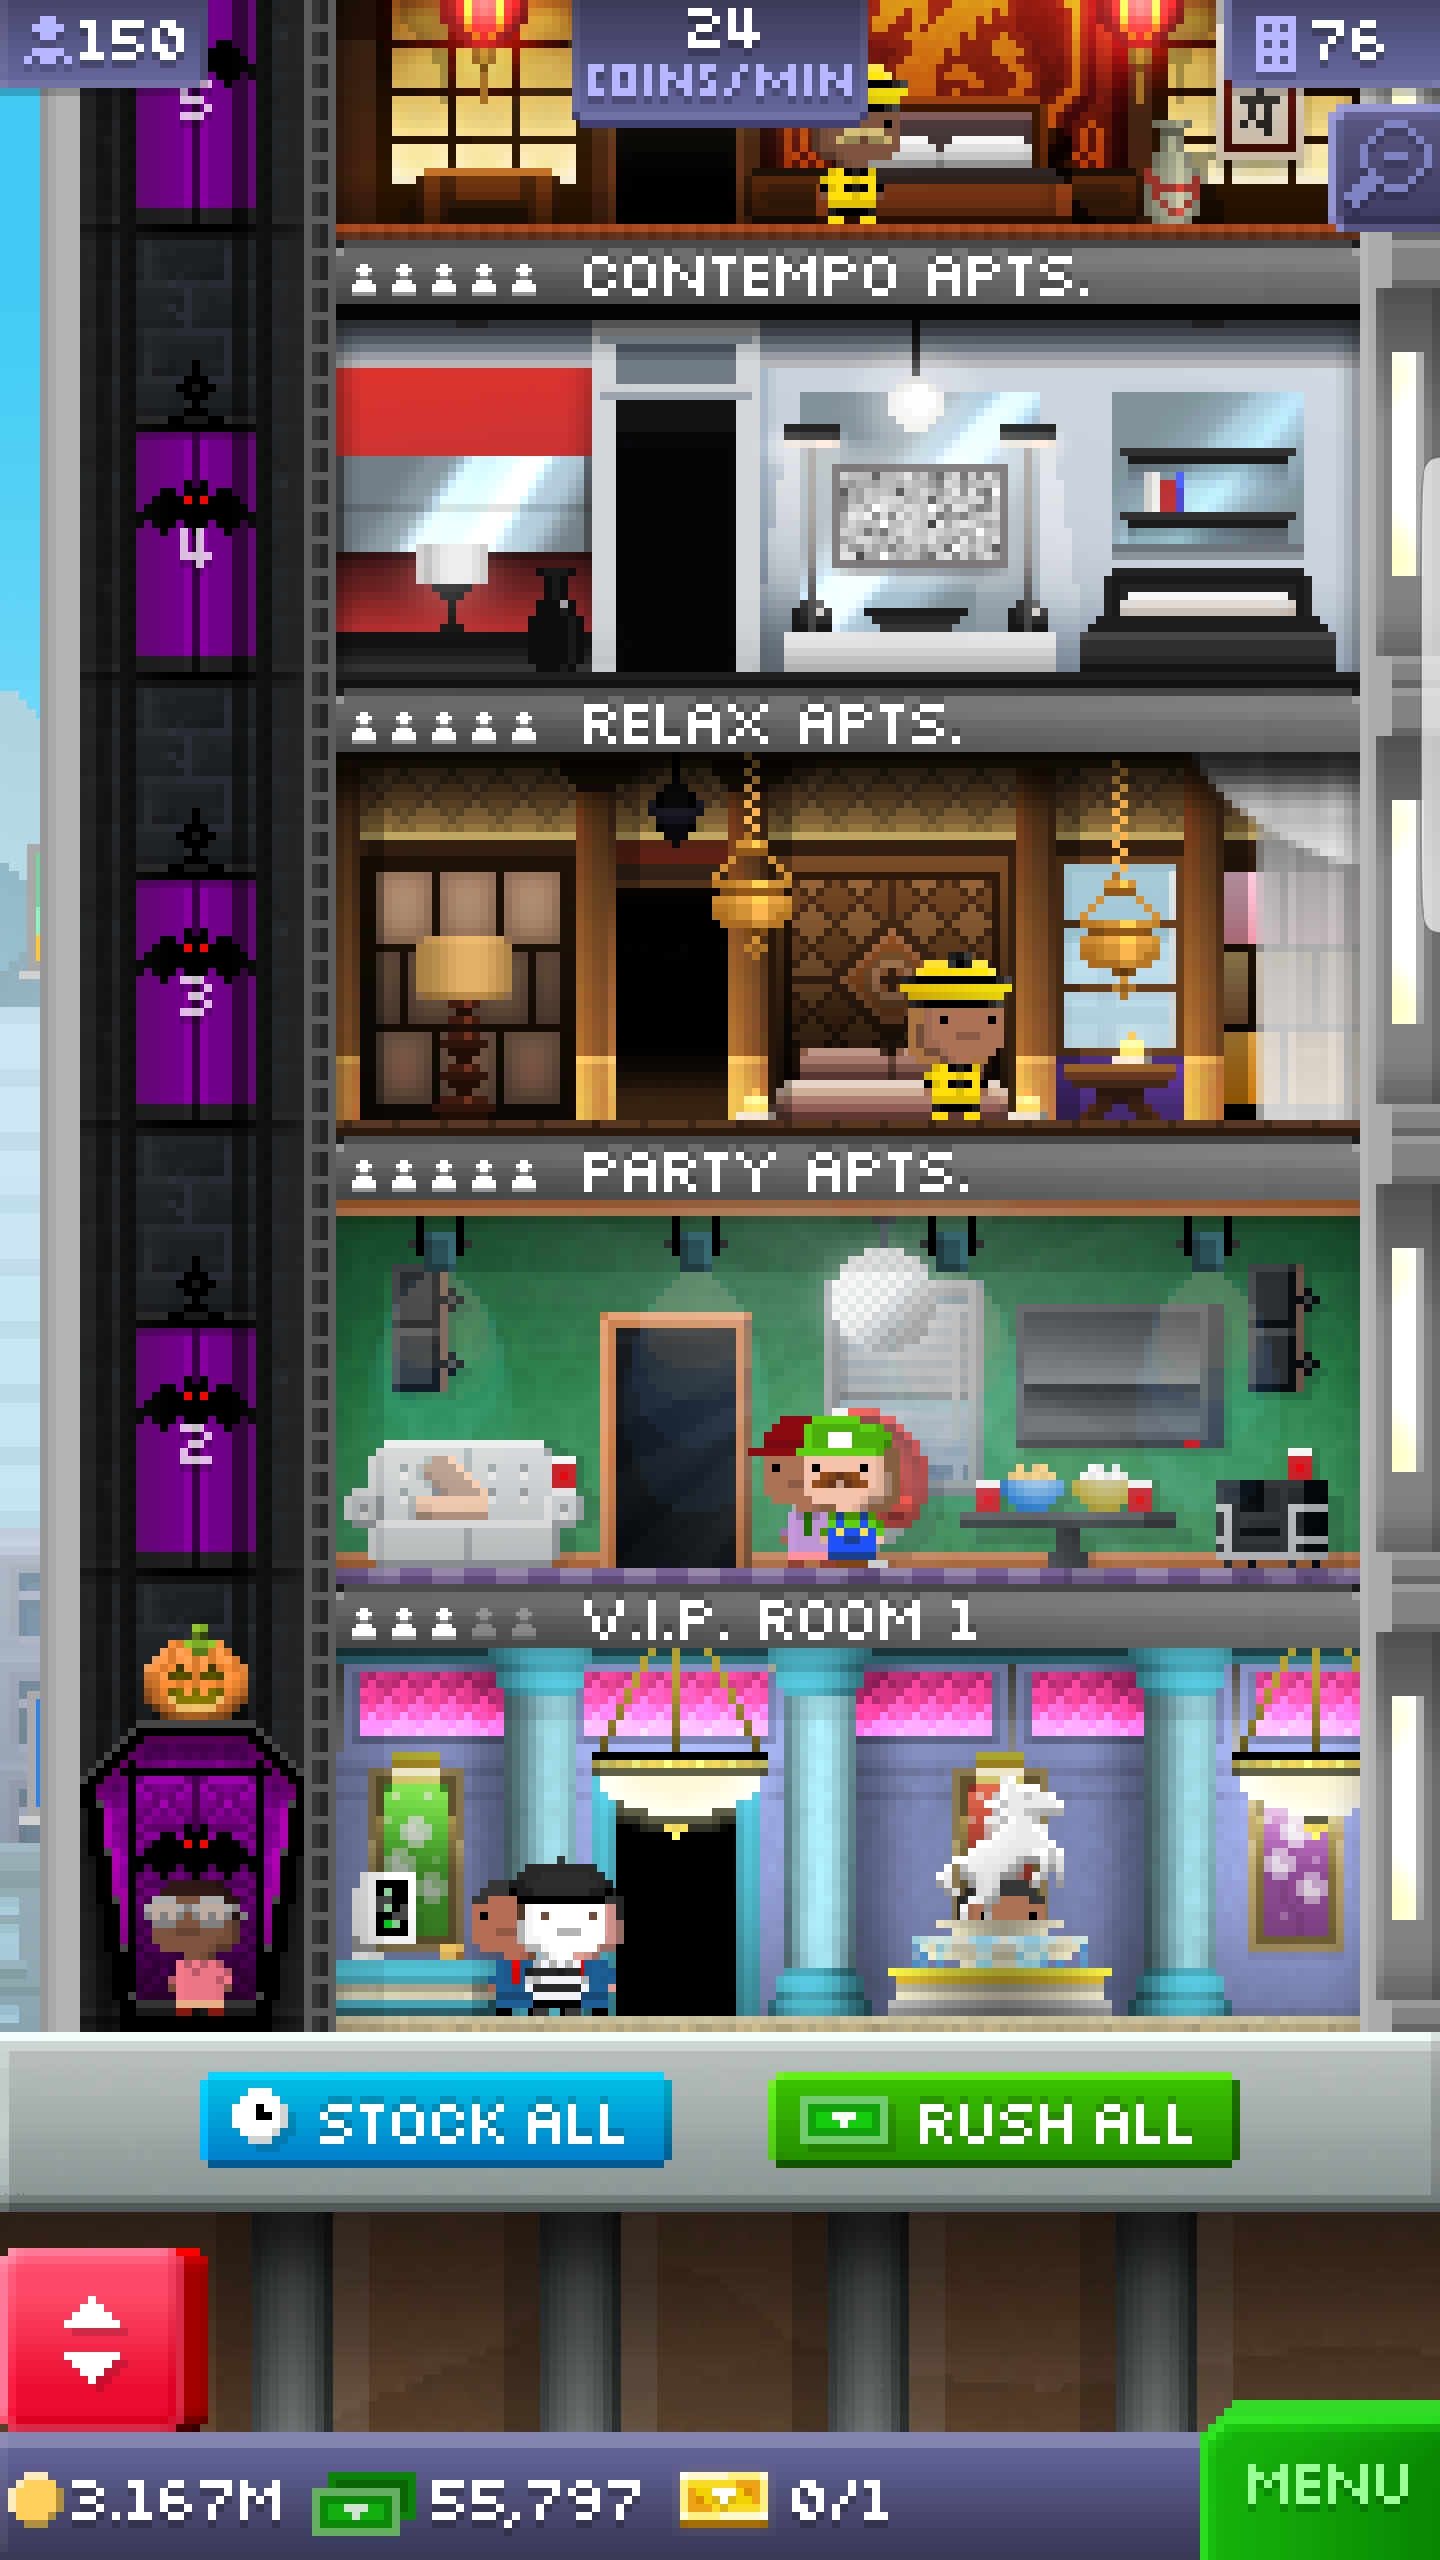 150
24
COINS/MIN
76
5
CONTEMPO APTS.
4
RELAX APTS.
3
PARTY APTS.
2
V.I.P. ROOM 1
STOCK ALL
RUSH ALL
3.167M
55,797
0/1
MENU